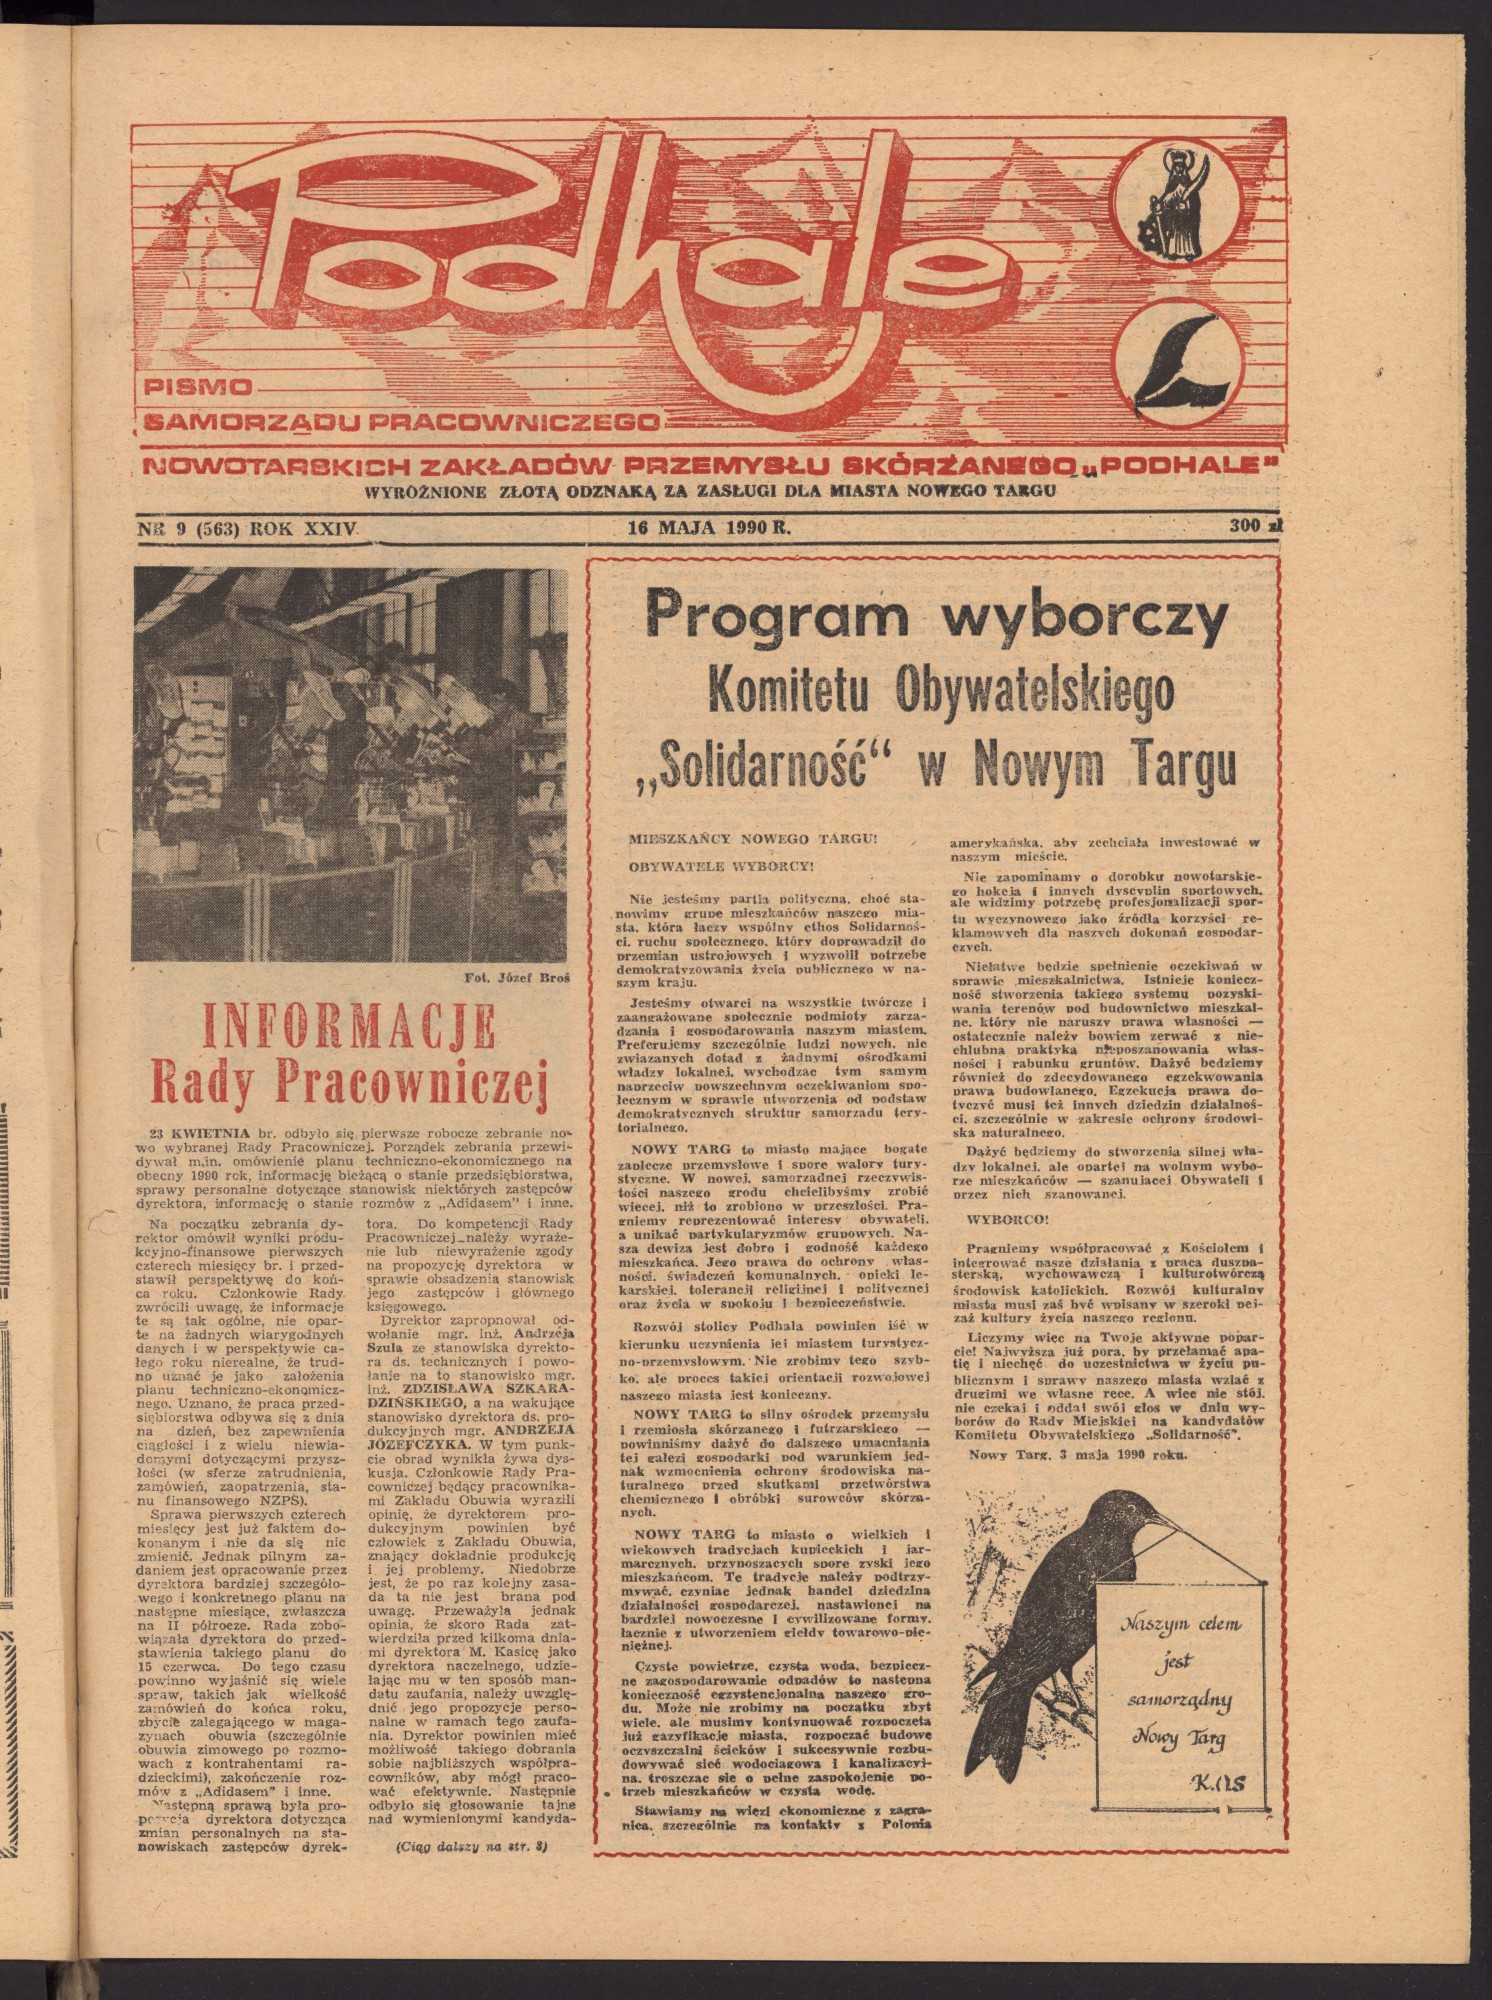 Podhale
PISMO
SAMORZĄDU PRACOWNICZEGO
NOWOTARSKICH ZAKŁADÓW PRZEMYSŁU SKÓRZANEGO „PODHALE"
WYRÓŻNIONE ZŁOTĄ ODZNAKĄ ZA ZASŁUGI DLA MIASTA NOWEGO TARGU
NR 9 (563) ROK XXIV
16 MAJA 1990 R.
300 zł
Fot. Józef Broś
INFORMACJE
Rady Pracowniczej
23 KWIETNIA br. odbyło się pierwsze robocze zebranie no-
wo wybranej Rady Pracowniczej. Porządek zebrania przewi-
dywał m.in. omówienie planu techniczno-ekonomicznego na
obecny 1990 rok, informację bieżącą o stanie przedsiębiorstwa,
sprawy personalne dotyczące stanowisk niektórych zastępców
dyrektora, informację o stanie rozmów z „Adidasem" i inne.
Na początku zebrania dy-
rektor omówił wyniki produ-
kcyjno-finansowe pierwszych
czterech miesięcy br. i przed-
stawił perspektywę do koń-
ca roku. Członkowie Rady
zwrócili uwagę, że informacje
te są tak ogólne, nie opar-
te na żadnych wiarygodnych
danych i w perspektywie ca-
łego roku nierealne, że trud-
no uznać je jako założenia
planu techniczno-ekonomicz-
nego. Uznano, że praca przed-
siębiorstwa odbywa się z dnia
na dzień, bez zapewnienia
ciągłości i z wielu niewia-
domymi dotyczącymi przysz-
łości (w sferze zatrudnienia,
zamówień, zaopatrzenia, sta-
nu finansowego NZPS).
Sprawa pierwszych czterech
miesięcy jest już faktem do-
konanym i nie da się nic
zmienić. Jednak pilnym za-
daniem jest opracowanie przez
dyrektora bardziej szczegóło-
wego i konkretnego planu na
następne miesiące, zwłaszcza
na II półrocze. Rada zobo-
wiązała dyrektora do przed-
stawienia takiego planu do
15 czerwca. Do tego czasu
powinno wyjaśnić się wiele
spraw, takich jak wielkość
zamówień do końca roku,
zbycie zalegającego w maga-
zynach obuwia (szczególnie
obuwia zimowego po rozmo-
wach z kontrahentami ra-
dzieckimi), zakończenie roz-
mów z „Adidasem" i inne.
Następną sprawą była pro-
pozycja dyrektora dotycząca
zmian personalnych na sta-
nowiskach zastępców dyrek-
tora. Do kompetencji Rady
Pracowniczej należy wyraże-
nie lub niewyrażenie zgody
na propozycję dyrektora w
sprawie obsadzenia stanowisk
jego zastępców i głównego
księgowego.
Dyrektor zapropnował od-
wołanie mgr. inż. Andrzeja
Szula ze stanowiska dyrekto-
ra ds. technicznych i powo-
łanie na to stanowisko mgr.
inż. ZDZISŁAWA SZKARA-
DZIŃSKIEGO, a na wakujące
stanowisko dyrektora ds. pro-
dukcyjnych mgr. ANDRZEJA
JÓZEFCZYKA. W tym punk-
cie obrad wynikła żywa dys-
kusja. Członkowie Rady Pra-
cowniczej będący pracownika-
mi Zakładu Obuwia wyrazili
opinię, że dyrektorem pro-
dukcyjnym powinien być
człowiek z Zakładu Obuwia,
znający dokładnie produkcję
i jej problemy. Niedobrze
jest, że po raz kolejny zasa-
da ta nie jest brana pod
uwagę. Przeważyła jednak
opinia, że skoro Rada zat-
wierdziła przed kilkoma dnia-
mi dyrektora M. Kasicę jako
dyrektora naczelnego, udzie-
lając mu w ten sposób man-
datu zaufania, należy uwzglę-
dnić jego propozycje perso-
nalne w ramach tego zaufa-
nia. Dyrektor powinien mieć
możliwość takiego dobrania
sobie najbliższych współpra-
cowników, aby mógł praco-
wać efektywnie. Następnie
odbyło się głosowanie tajne
nad wymienionymi kandyda-
(Ciąg dalszy na str. 3)
Program wyborczy
Komitetu Obywatelskiego
„Solidarność“ w Nowym Targu
MIESZKAŃCY NOWEGO TARGU!
OBYWATELE WYBORCY!
Nie jesteśmy partią polityczną, choć sta-
nowimy grupę mieszkańców naszego mia-
sta, którą łączy wspólny ethos Solidarnoś-
ci, ruchu społecznego, który doprowadził do
przemian ustrojowych i wyzwolił potrzebę
demokratyzowania życia publicznego w na-
szym kraju.
Jesteśmy otwarci na wszystkie twórcze i
zaangażowane społecznie podmioty zarzą-
dzania i gospodarowania naszym miastem.
Preferujemy szczególnie ludzi nowych, nie
związanych dotąd z żadnymi ośrodkami
władzy lokalnej, wychodząc tym samym
naprzeciw powszechnym oczekiwaniom spo-
łecznym w sprawie utworzenia od podstaw
demokratycznych struktur samorządu tery-
torialnego.
NOWY TARG to miasto mające bogate
zaplecze przemysłowe i spore walory tury-
styczne. W nowej, samorządnej rzeczywis-
tości naszego grodu chcielibyśmy zrobić
więcej, niż to zrobiono w przeszłości. Pra-
gniemy reprezentować interesy obywateli,
a unikać partykularyzmów grupowych. Na-
szą dewizą jest dobro i godność każdego
mieszkańca. Jego prawa do ochrony włas-
ności, świadczeń komunalnych, opieki le-
karskiej, tolerancji religijnej i politycznej
oraz życia w spokoju i bezpieczeństwie.
Rozwój stolicy Podhala powinien iść w
kierunku uczynienia jej miastem turystycz-
no-przemysłowym. Nie zrobimy tego szyb-
ko, ale proces takiej orientacji rozwojowej
naszego miasta jest konieczny.
NOWY TARG to silny ośrodek przemysłu
i rzemiosła skórzanego i futrzarskiego —
powinniśmy dążyć do dalszego umacniania
tej gałęzi gospodarki pod warunkiem jed-
nak wzmocnienia ochrony środowiska na-
turalnego przed skutkami przetwórstwa
chemicznego i obróbki surowców skórza-
nych.
NOWY TARG to miasto o wielkich i
wiekowych tradycjach kupieckich i jar-
marcznych, przynoszących spore zyski jego
mieszkańcom. Te tradycje należy podtrzy-
mywać, czyniąc jednak handel dziedziną
działalności gospodarczej, nastawionej na
bardziej nowoczesne i cywilizowane formy,
łącznie z utworzeniem giełdy towarowo-pie-
niężnej.
Czyste powietrze, czysta woda, bezpiecz-
ne zagospodarowanie odpadów to następna
konieczność egzystencjonalna naszego gro-
du. Może nie zrobimy na początku zbyt
wiele, ale musimy kontynuować rozpoczętą
już gazyfikację miasta, rozpocząć budowę
oczyszczalni ścieków i sukcesywnie rozbu-
dowywać sieć wodociągową i kanalizacyj-
ną, troszcząc się o pełne zaspokojenie po-
trzeb mieszkańców w czystą wodę.
Stawiamy na więzi ekonomiczne z zagra-
nicą, szczególnie na kontakty z Polonią
amerykańską, aby zechciała inwestować w
naszym mieście.
Nie zapominamy o dorobku nowotarskie-
go hokeja i innych dyscyplin sportowych,
ale widzimy potrzebę profesjonalizacji spor-
tu wyczynowego jako źródła korzyści re-
klamowych dla naszych dokonań gospodar-
czych.
Niełatwe będzie spełnienie oczekiwań w
sprawie mieszkalnictwa. Istnieje koniecz-
ność stworzenia takiego systemu pozyski-
wania terenów pod budownictwo mieszkal-
ne, który nie naruszy prawa własności —
ostatecznie należy bowiem zerwać z nie-
chlubną praktyką nieposzanowania włas-
ności i rabunku gruntów. Dążyć będziemy
również do zdecydowanego egzekwowania
prawa budowlanego. Egzekucja prawa do-
tyczyć musi też innych dziedzin działalnoś-
ci, szczególnie w zakresie ochrony środowi-
ska naturalnego.
Dążyć będziemy do stworzenia silnej wła-
dzy lokalnej, ale opartej na wolnym wybo-
rze mieszkańców — szanującej Obywateli i
przez nich szanowanej.
WYBORCO!
Pragniemy współpracować z Kościołem i
integrować nasze działania z pracą duszpa-
sterską, wychowawczą i kulturotwórczą
środowisk katolickich. Rozwój kulturalny
miasta musi zaś być wpisany w szeroki pej-
zaż kultury życia naszego regionu.
Liczymy więc na Twoje aktywne popar-
cie! Najwyższa już pora, by przełamać apa-
tię i niechęć do uczestnictwa w życiu pu-
blicznym i sprawy naszego miasta wziąć z
drugimi we własne ręce. A więc nie stój,
nie czekaj i oddał swój głos w dniu wy-
borów do Rady Miejskiej na kandydatów
Komitetu Obywatelskiego „Solidarność".
Nowy Targ, 3 maja 1990 roku.
Naszym celem
jest
samorządny
Nowy Targ